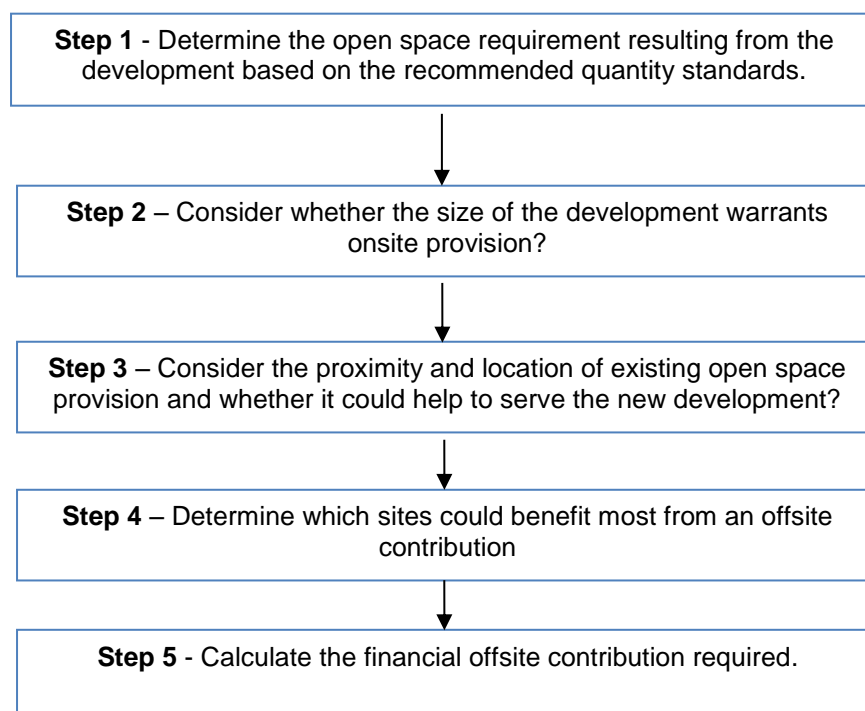 Step 1 - Determine the open space requirement resulting from the
development based on the recommended quantity standards.
Step 2 – Consider whether the size of the development warrants
onsite provision?
Step 3 – Consider the proximity and location of existing open space
provision and whether it could help to serve the new development?
Step 4 – Determine which sites could benefit most from an offsite
contribution
Step 5 - Calculate the financial offsite contribution required.